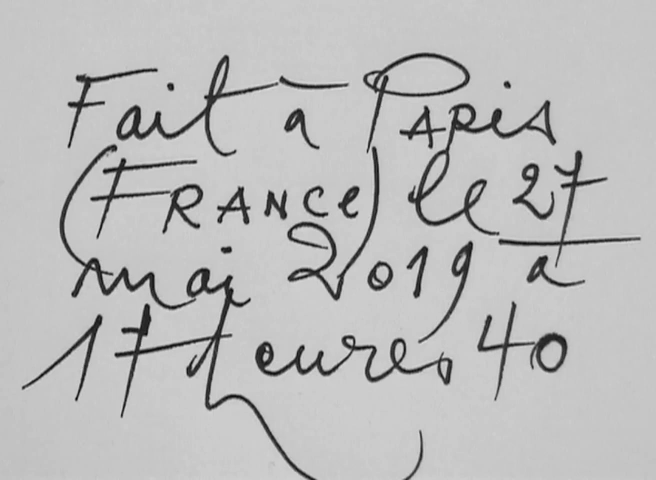 Fait à Paris
(France) le 27
mai 2019 à
17 Heures 40